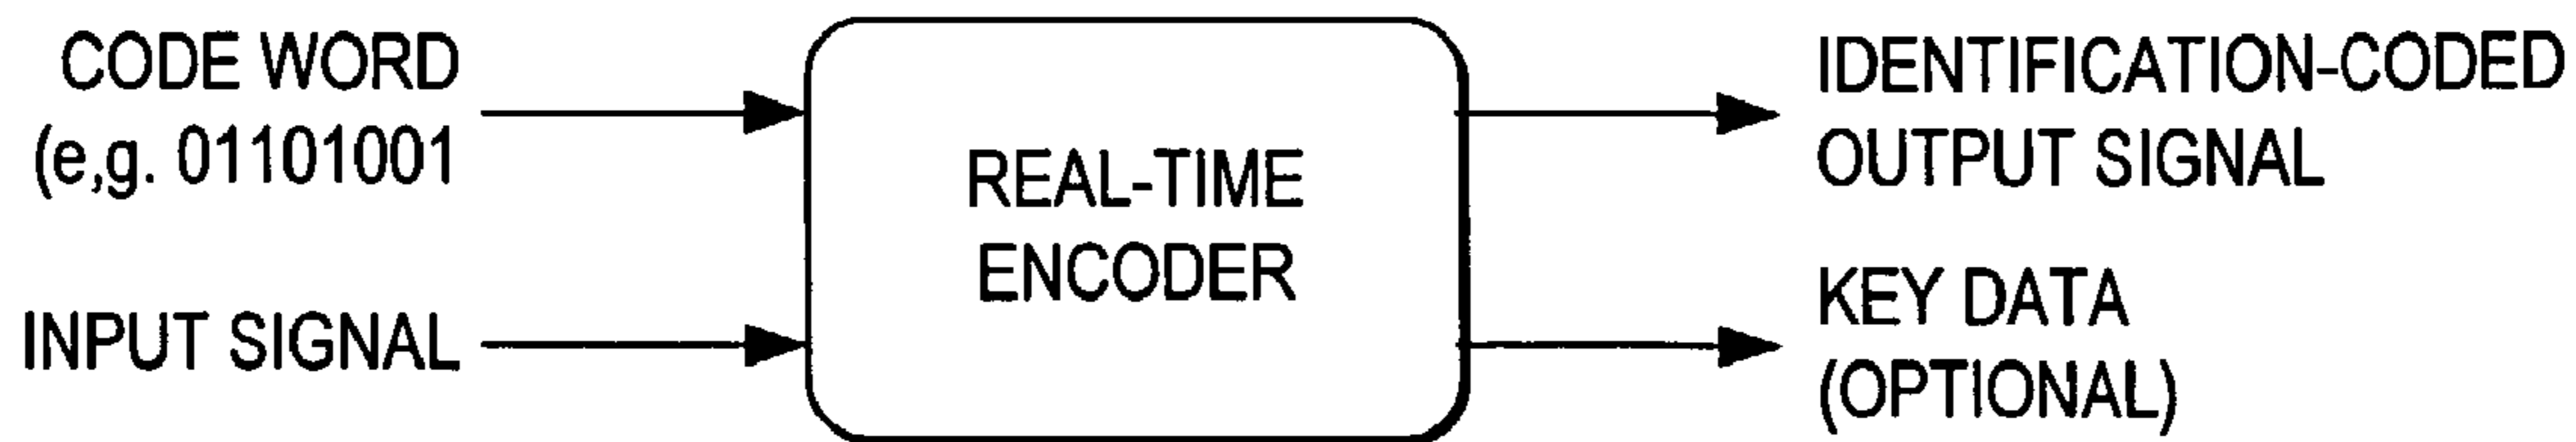 CODE WORD
(e,g. 01101001
INPUT SIGNAL
REAL-TIME
ENCODER
IDENTIFICATION-CODED
OUTPUT SIGNAL
KEY DATA
(OPTIONAL)